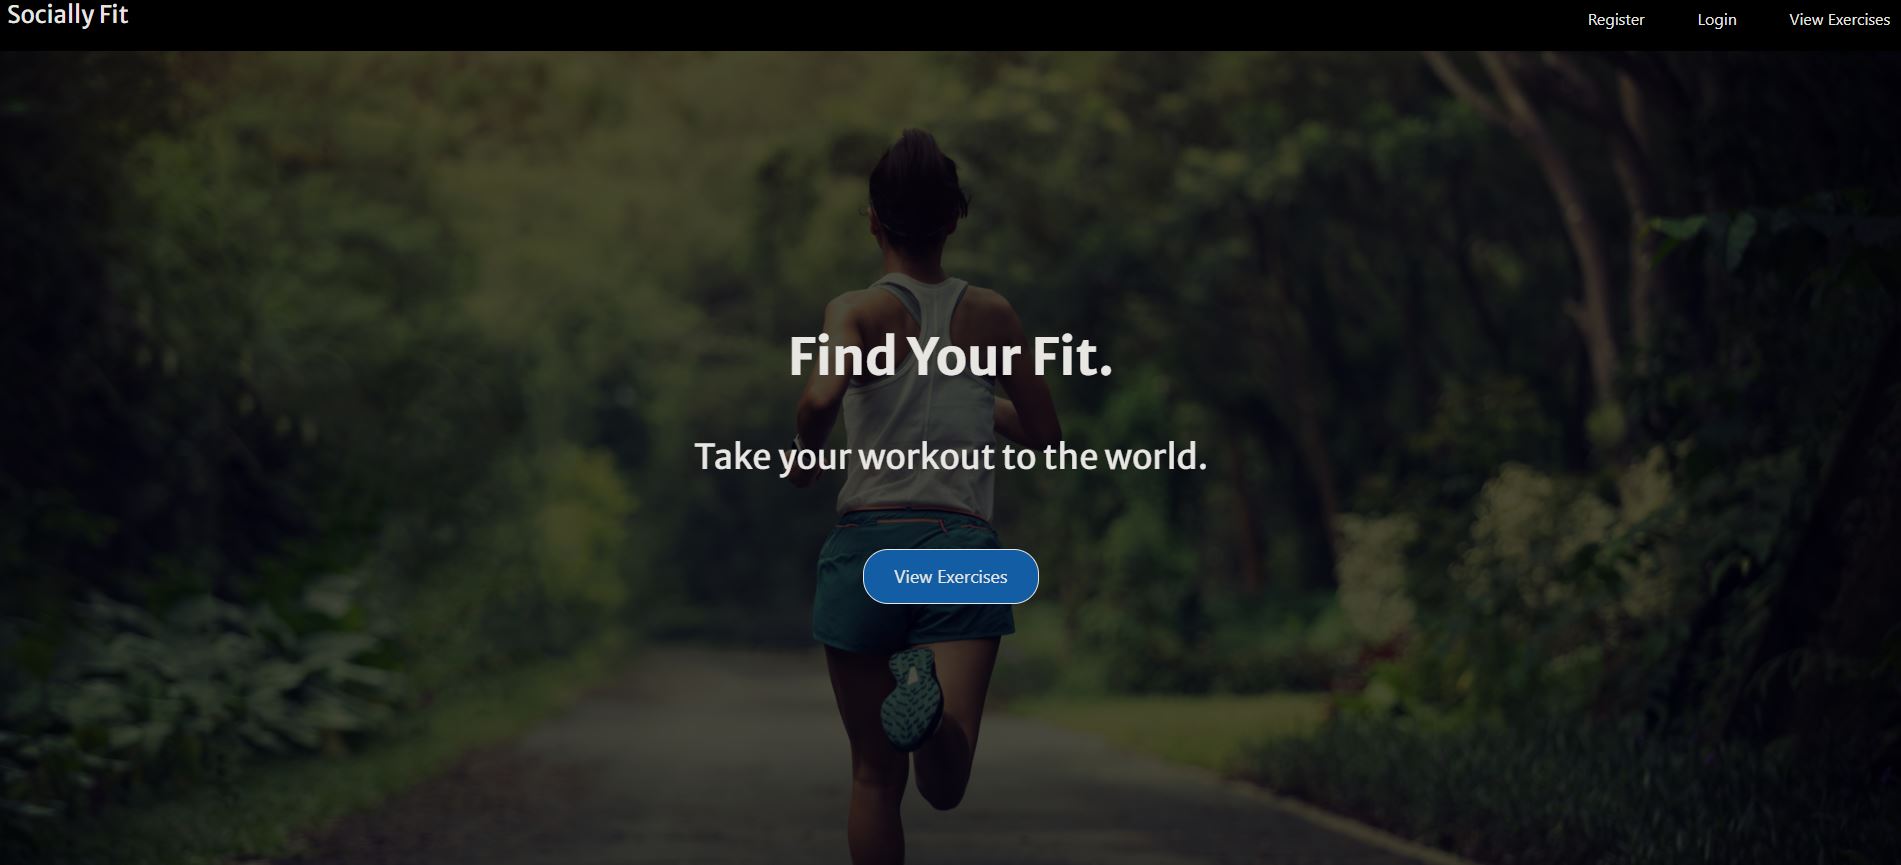 Socially Fit
Register
Login
View Exercises
Find Your Fit.
Take your workout to the world.
View Exercises